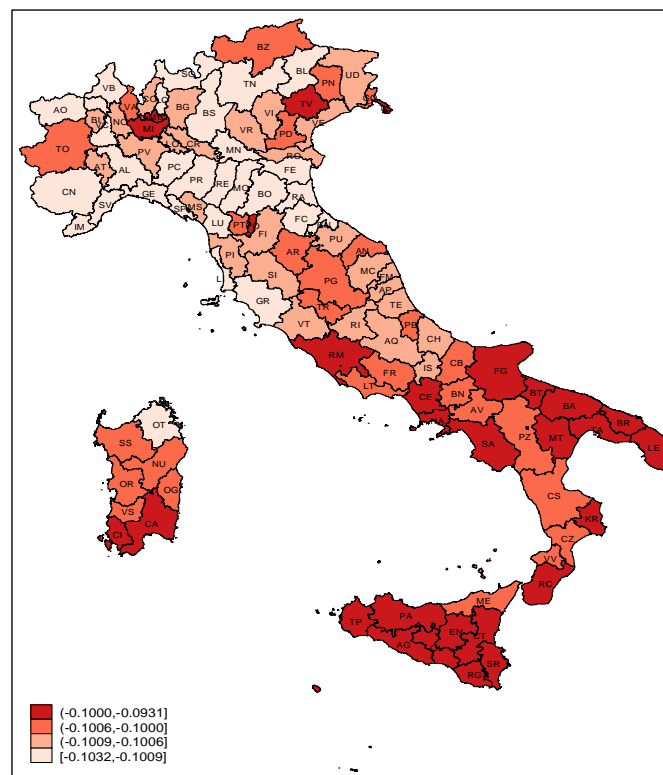 BZ
BL
PN
UD
TN
SO
VB
TV
AO
VA
BG
BS
VI
VE
MI
VR
PD
TO
NO
LO
CR
RO
PV
MN
AT
AL
PC
FE
PR
RE
MO
BO
CN
GE
RA
SV
SP
MS
FC
IM
LU
PT
FI
PU
AN
PI
AR
MC
FM
SI
PG
AP
GR
TE
TR
VT
RI
PE
CH
AQ
RM
IS
CB
FG
FR
LT
CE
BN
BT
BA
NA
AV
OT
SA
PZ
MT
TA
BR
LE
SS
NU
OR
OG
CS
VS
CA
KR
CI
CZ
VV
RC
ME
PA
TP
EN
CT
AG
SR
RG
(-0.1000,-0.0931]
(-0.1006,-0.1000]
(-0.1009,-0.1006]
[-0.1032,-0.1009]